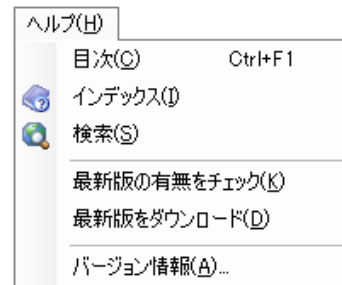 ヘルプ(H)
目次(C) Ctrl+F1
インデックス(I)
検索(S)
最新版の有無をチェック(K)
最新版をダウンロード(D)
バージョン情報(A)...